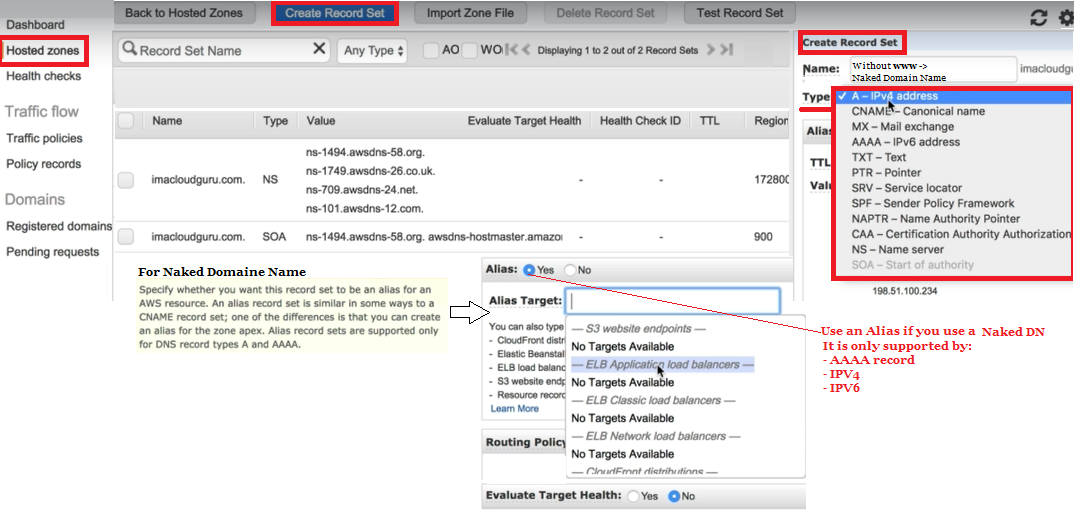 Back to Hosted Zones
Create Record Set
Import Zone File
Delete Record Set
Test Record Set
Dashboard
Hosted zones
Health checks
Traffic flow
Traffic policies
Policy records
Domains
Registered domains
Pending requests
Record Set Name
Any Type
AO
WO
Displaying 1 to 2 out of 2 Record Sets
Name
Type
Value
Evaluate Target Health
Health Check ID
TTL
Region
imacloudguru.com.
NS
ns-1494.awsdns-58.org.
ns-1749.awsdns-26.co.uk.
ns-709.awsdns-24.net.
ns-101.awsdns-12.com.
-
-
172800
imacloudguru.com.
SOA
ns-1494.awsdns-58.org. awsdns-hostmaster.amazo
-
-
900
Create Record Set
Name:
Without www ->
Naked Domain Name
imacloudgu
Type
A – IPv4 address
CNAME – Canonical name
MX – Mail exchange
AAAA – IPv6 address
TXT – Text
PTR – Pointer
SRV – Service locator
SPF – Sender Policy Framework
NAPTR – Name Authority Pointer
CAA – Certification Authority Authorization
NS – Name server
SOA – Start of authority
Alias
TTL
Valu
198.51.100.234
For Naked Domaine Name
Specify whether you want this record set to be an alias for an
AWS resource. An alias record set is similar in some ways to a
CNAME record set; one of the differences is that you can create
an alias for the zone apex. Alias record sets are supported only
for DNS record types A and AAAA.
Alias:
Yes
No
Alias Target:
You can also type
- CloudFront distr
- Elastic Beanstal
- ELB load balanc
- S3 website endp
- Resource record
Learn More
— S3 website endpoints —
No Targets Available
— ELB Application load balancers —
No Targets Available
— ELB Classic load balancers —
No Targets Available
— ELB Network load balancers —
No Targets Available
— CloudFront distributions —
Routing Policy
Evaluate Target Health:
Yes
No
Use an Alias if you use a Naked DN
It is only supported by:
- AAAA record
- IPV4
- IPV6